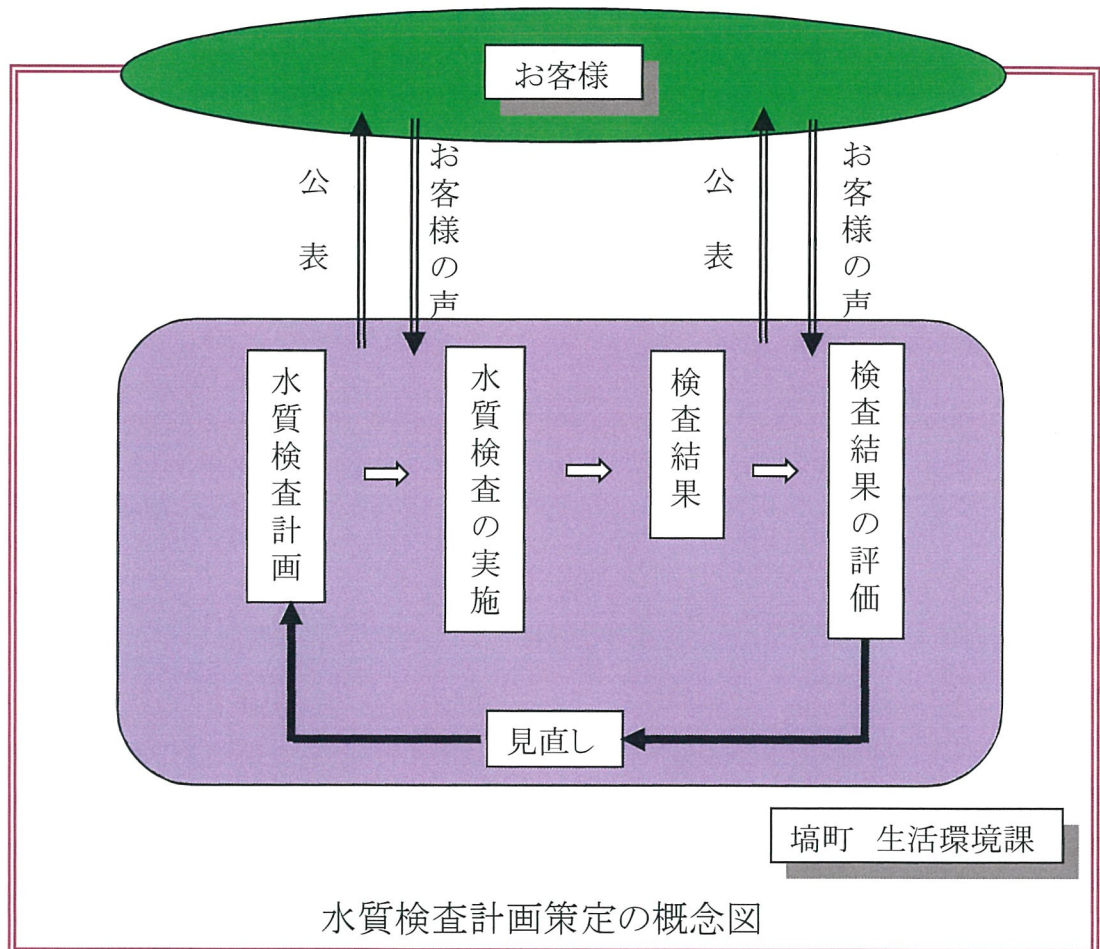 お客様
公表
お客様の声
公表
お客様の声
水質検査計画
水質検査の実施
検査結果
検査結果の評価
見直し
塙町 生活環境課
水質検査計画策定の概念図